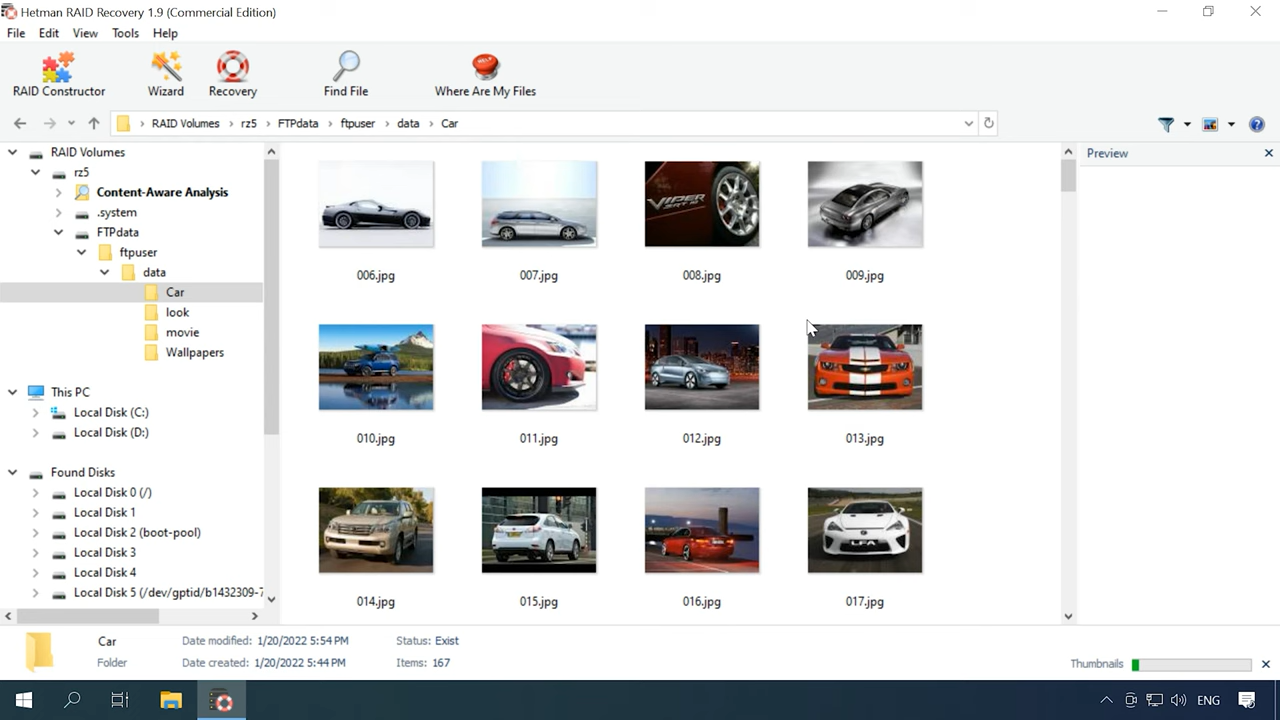 Hetman RAID Recovery 1.9 (Commercial Edition)
File Edit View Tools Help
RAID Constructor Wizard Recovery Find File Where Are My Files
RAID Volumes rz5 FTPdata ftpuser data Car
RAID Volumes
rz5
Content-Aware Analysis
.system
FTPdata
ftpuser
data
Car
look
movie
Wallpapers
This PC
Local Disk (C:)
Local Disk (D:)
Found Disks
Local Disk 0 (/)
Local Disk 1
Local Disk 2 (boot-pool)
Local Disk 3
Local Disk 4
Local Disk 5 (/dev/gptid/b1432309-7
VIPER
SRT 10
006.jpg 007.jpg 008.jpg 009.jpg
010.jpg 011.jpg 012.jpg 013.jpg
LFA
014.jpg 015.jpg 016.jpg 017.jpg
Preview
Car Date modified: 1/20/2022 5:54 PM Status: Exist
Folder Date created: 1/20/2022 5:44 PM Items: 167
Thumbnails
ENG